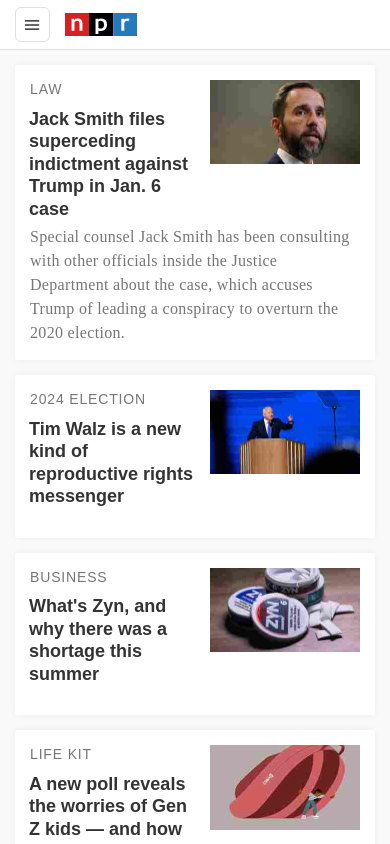 npr
LAW
Jack Smith files
superceding
indictment against
Trump in Jan. 6
case
Special counsel Jack Smith has been consulting
with other officials inside the Justice
Department about the case, which accuses
Trump of leading a conspiracy to overturn the
2020 election.
2024 ELECTION
Tim Walz is a new
kind of
reproductive rights
messenger
BUSINESS
What's Zyn, and
why there was a
shortage this
summer
ZYN
LIFE KIT
A new poll reveals
the worries of Gen
Z kids — and how